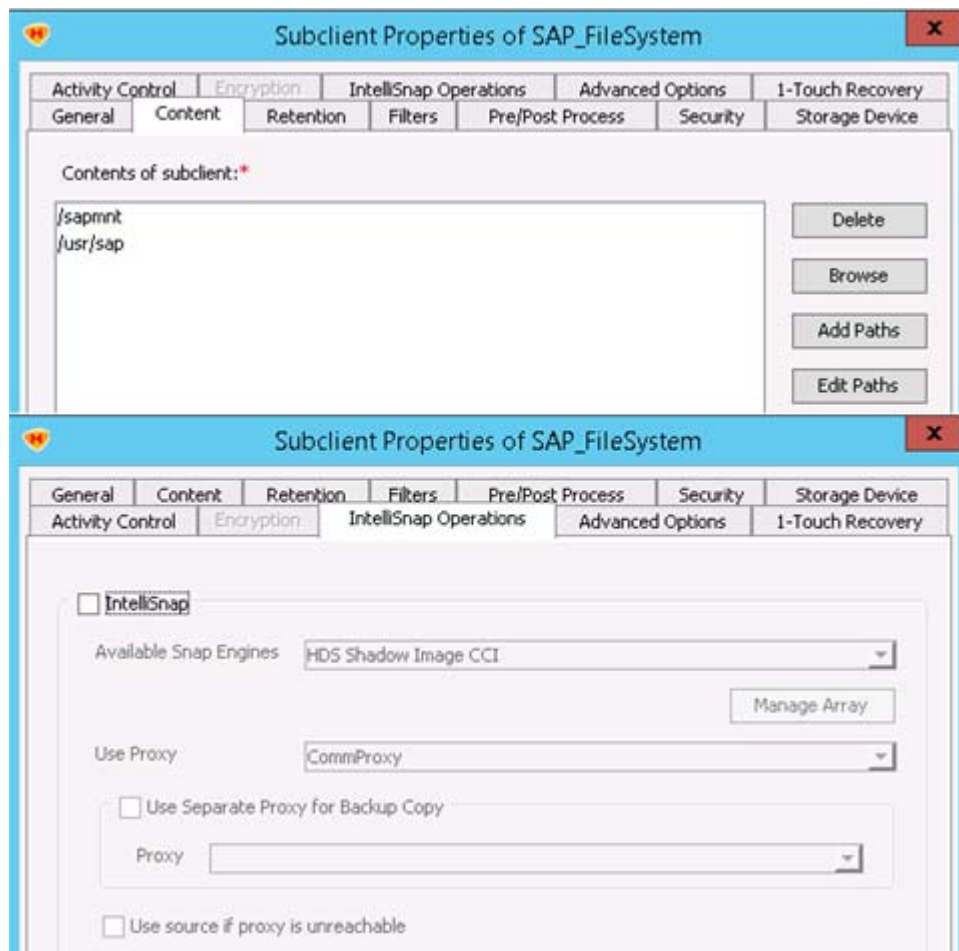 Subclient Properties of SAP_FileSystem
x
Activity Control Encryption IntelliSnap Operations Advanced Options 1-Touch Recovery
General Content Retention Filters Pre/Post Process Security Storage Device
Contents of subclient:*
/sapmnt
/usr/sap
Delete
Browse
Add Paths
Edit Paths
Subclient Properties of SAP_FileSystem
x
General Content Retention Filters Pre/Post Process Security Storage Device
Activity Control Encryption IntelliSnap Operations Advanced Options 1-Touch Recovery
IntelliSnap
Available Snap Engines HDS Shadow Image CCI
Manage Array
Use Proxy CommProxy
Use Separate Proxy for Backup Copy
Proxy
Use source if proxy is unreachable